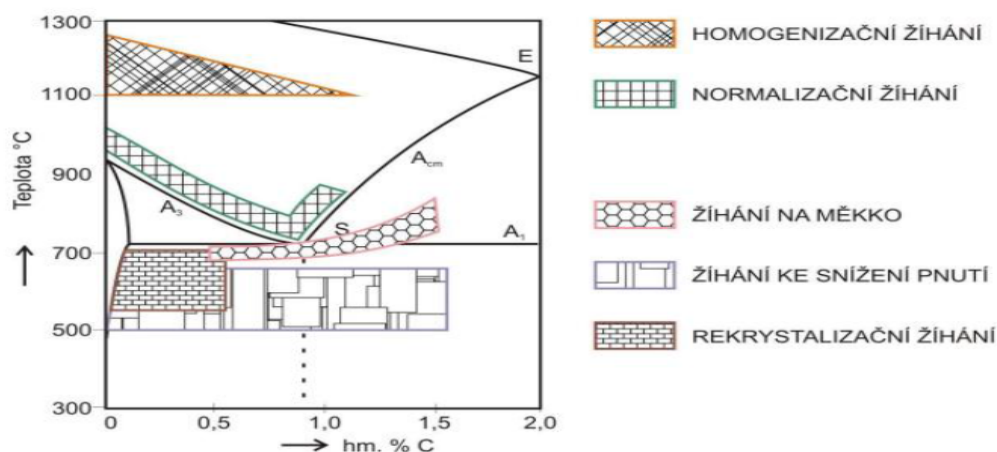 1300
1100
900
700
500
300
Teplota °C
0
0,5
1,0
1,5
2,0
hm. % C
E
A₃
Acm
S
A₁
HOMOGENIZAČNÍ ŽÍHÁNÍ
NORMALIZAČNÍ ŽÍHÁNÍ
ŽÍHÁNÍ NA MĚKKO
ŽÍHÁNÍ KE SNÍŽENÍ PNUTÍ
REKRYSTALIZAČNÍ ŽÍHÁNÍ